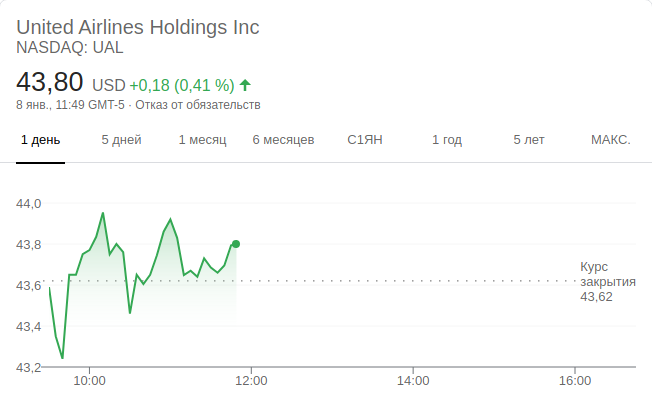 United Airlines Holdings Inc
NASDAQ: UAL
43,80 USD +0,18 (0,41 %)
8 янв., 11:49 GMT-5 · Отказ от обязательств
1 день 5 дней 1 месяц 6 месяцев С1ЯН 1 год 5 лет МАКС.
44,0
43,8
43,6
43,4
43,2
Курс
закрытия
43,62
10:00 12:00 14:00 16:00